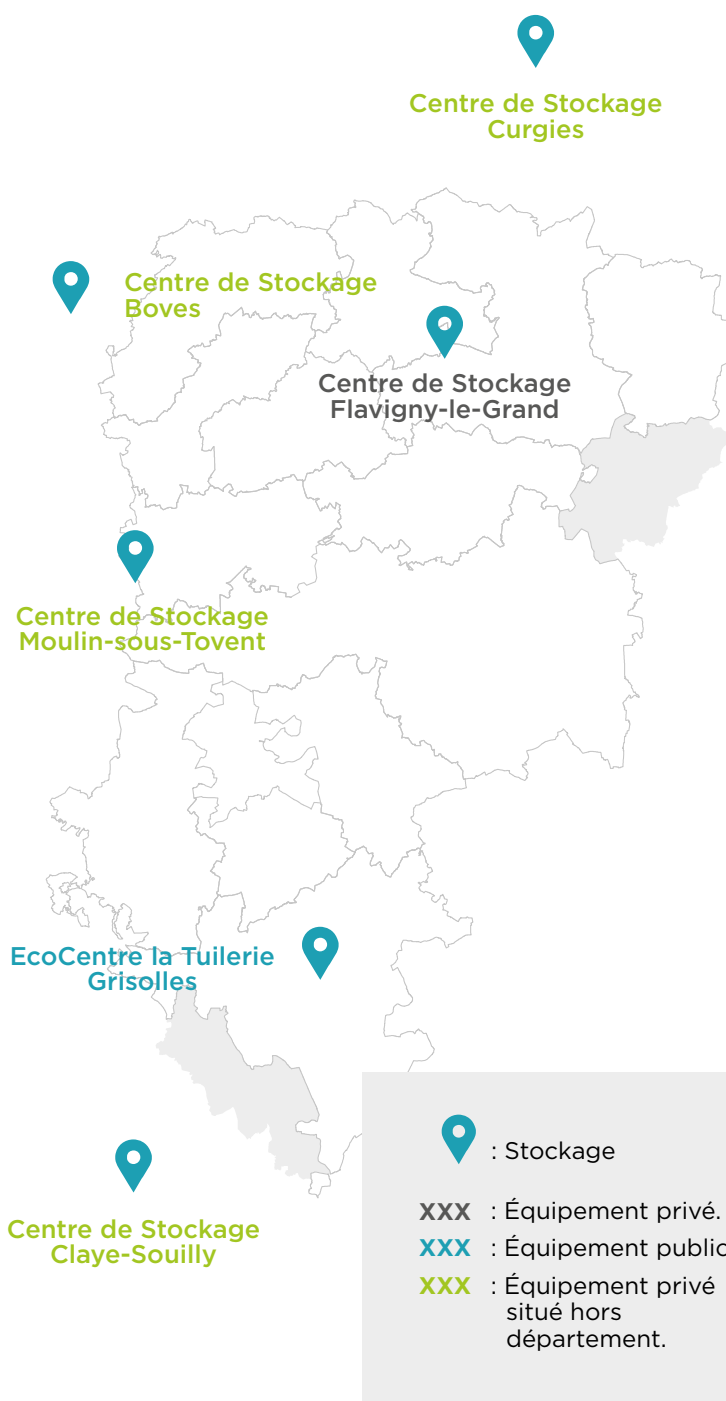 Centre de Stockage
Curgies
Centre de Stockage
Boves
Centre de Stockage
Flavigny-le-Grand
Centre de Stockage
Moulin-sous-Tovent
EcoCentre la Tuilerie
Grisolles
Centre de Stockage
Claye-Souilly
: Stockage
XXX : Équipement privé.
XXX : Équipement public
XXX : Équipement privé
situé hors
département.